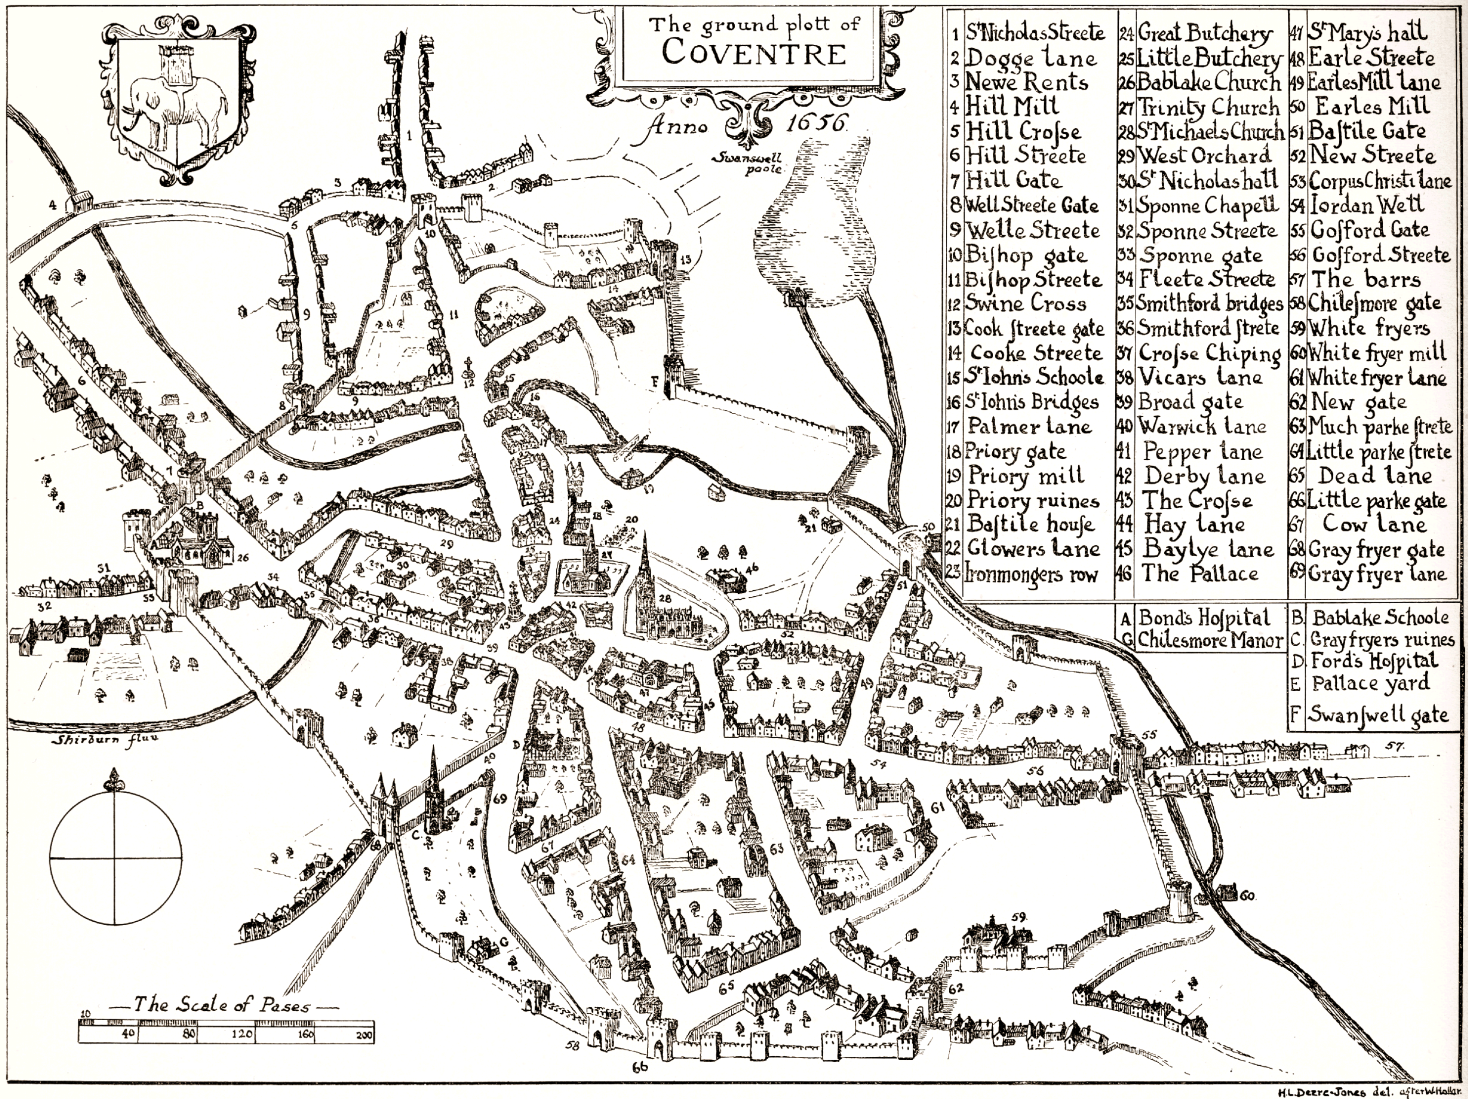 The ground plott of
COVENTRE
Anno 1656.
Swanswell
poole
1 St Nicholas Streete
2 Dogge lane
3 Newe Rents
4 Hill Mill
5 Hill Croſse
6 Hill Streete
7 Hill Gate
8 Well Streete Gate
9 Welle Streete
10 Biſhop gate
11 Biſhop Streete
12 Swine Cross
13 Cook ſtreete gate
14 Cooke Streete
15 St Iohn's Schoole
16 St Iohn's Bridges
17 Palmer lane
18 Priory gate
19 Priory mill
20 Priory ruines
21 Baſtile houſe
22 Glowers lane
23 Ironmongers row
24 Great Butchery
25 Little Butchery
26 Bablake Church
27 Trinity Church
28 St Michaels Church
29 West Orchard
30 St Nicholas hall
31 Sponne Chapell
32 Sponne Streete
33 Sponne gate
34 Fleete Streete
35 Smithford bridges
36 Smithford ſtrete
37 Croſse Chiping
38 Vicars lane
39 Broad gate
40 Warwick lane
41 Pepper lane
42 Derby lane
43 The Croſse
44 Hay lane
45 Baylye lane
46 The Pallace
47 St Mary's hall
48 Earle Streete
49 Earles Mill lane
50 Earles Mill
51 Baſtile Gate
52 New Streete
53 Corpus Christi lane
54 Iordan Well
55 Goſford Gate
56 Goſford Streete
57 The barrs
58 Chileſmore gate
59 White fryers
60 White fryer mill
61 White fryer lane
62 New gate
63 Much parke ſtrete
64 Little parke ſtrete
65 Dead lane
66 Little parke gate
67 Cow lane
68 Gray fryer gate
69 Gray fryer lane
A Bond's Hoſpital
G Chilesmore Manor
B. Bablake Schoole
C. Gray fryers ruines
D. Ford's Hoſpital
E Pallace yard
F Swanſwell gate
Shirburn fluu
The Scale of Pases
10 40 80 120 160 200
H.L. Deere-Jones del. after W. Hollar.